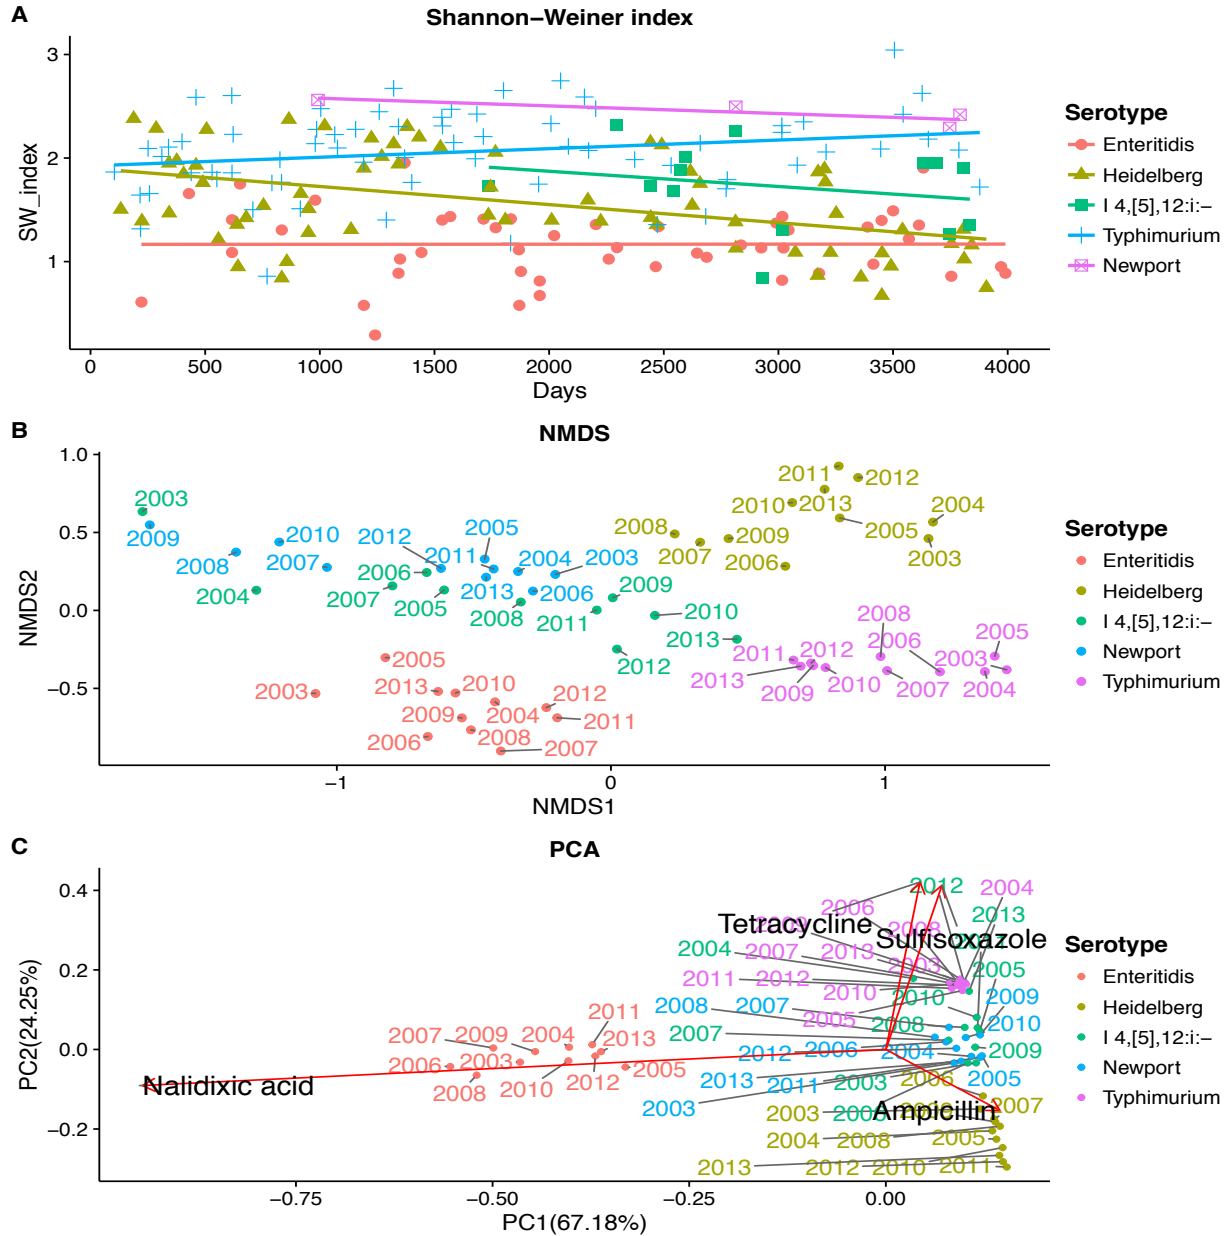 A
Shannon−Weiner index
3
2
1
SW_index
0 500 1000 1500 2000 2500 3000 3500 4000
Days
Serotype
Enteritidis
Heidelberg
I 4,[5],12:i:−
Typhimurium
Newport
B
NMDS
1.0
0.5
0.0
−0.5
NMDS2
2011 2012
2003 2010 2013 2004
2009 2010 2012 2005 2008 2009 2005
2008 2007 2011 2004 2003 2007 2006 2003
2006 2009
2004 2007 2005 2013 2006
2008 2011 2010 2008
2013 2006 2005
2005 2012 2011 2012 2003
2003 2013 2010 2012 2013 2009 2010 2007 2004
2009 2004 2011
2006 2008 2007
−1 0 1
NMDS1
Serotype
Enteritidis
Heidelberg
I 4,[5],12:i:−
Newport
Typhimurium
C
PCA
0.4
0.2
0.0
−0.2
PC2(24.25%)
2012 2004
2006 2013
Tetracycline 2008
Sulfisoxazole
2004 2007 2013 2003 2005
2011 2012 2010 2010 2009
2008 2007 2005 2008 2010
2011
2007 2009 2004 2013 2007
2006 2003 2005 2012 2006 2004 2009
2008 2010 2012 2013 2011 2003 2006 2005
Nalidixic acid
2003 2003 Ampicillin 2007
2004 2008 2005
2013 2012 2010 2011
−0.75 −0.50 −0.25 0.00
PC1(67.18%)
Serotype
Enteritidis
Heidelberg
I 4,[5],12:i:−
Newport
Typhimurium